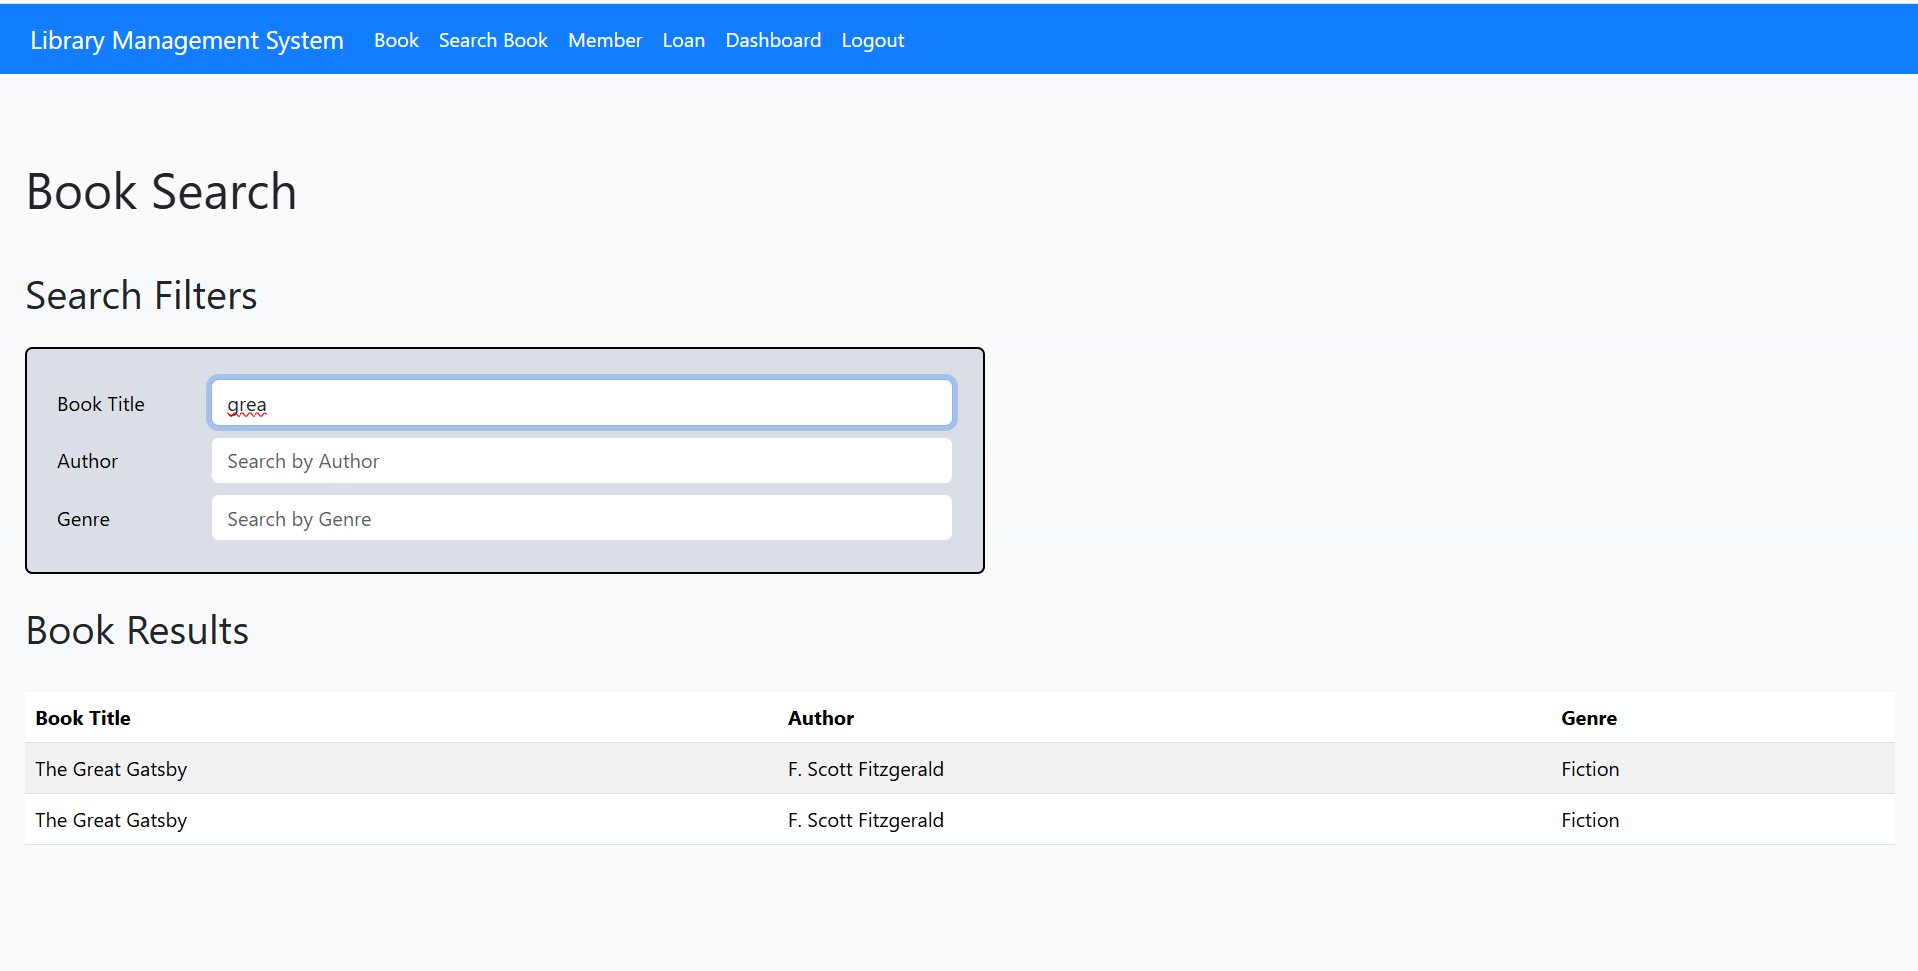 Library Management System Book Search Book Member Loan Dashboard Logout
Book Search
Search Filters
Book Title grea
Author Search by Author
Genre Search by Genre
Book Results
Book Title Author Genre
The Great Gatsby F. Scott Fitzgerald Fiction
The Great Gatsby F. Scott Fitzgerald Fiction